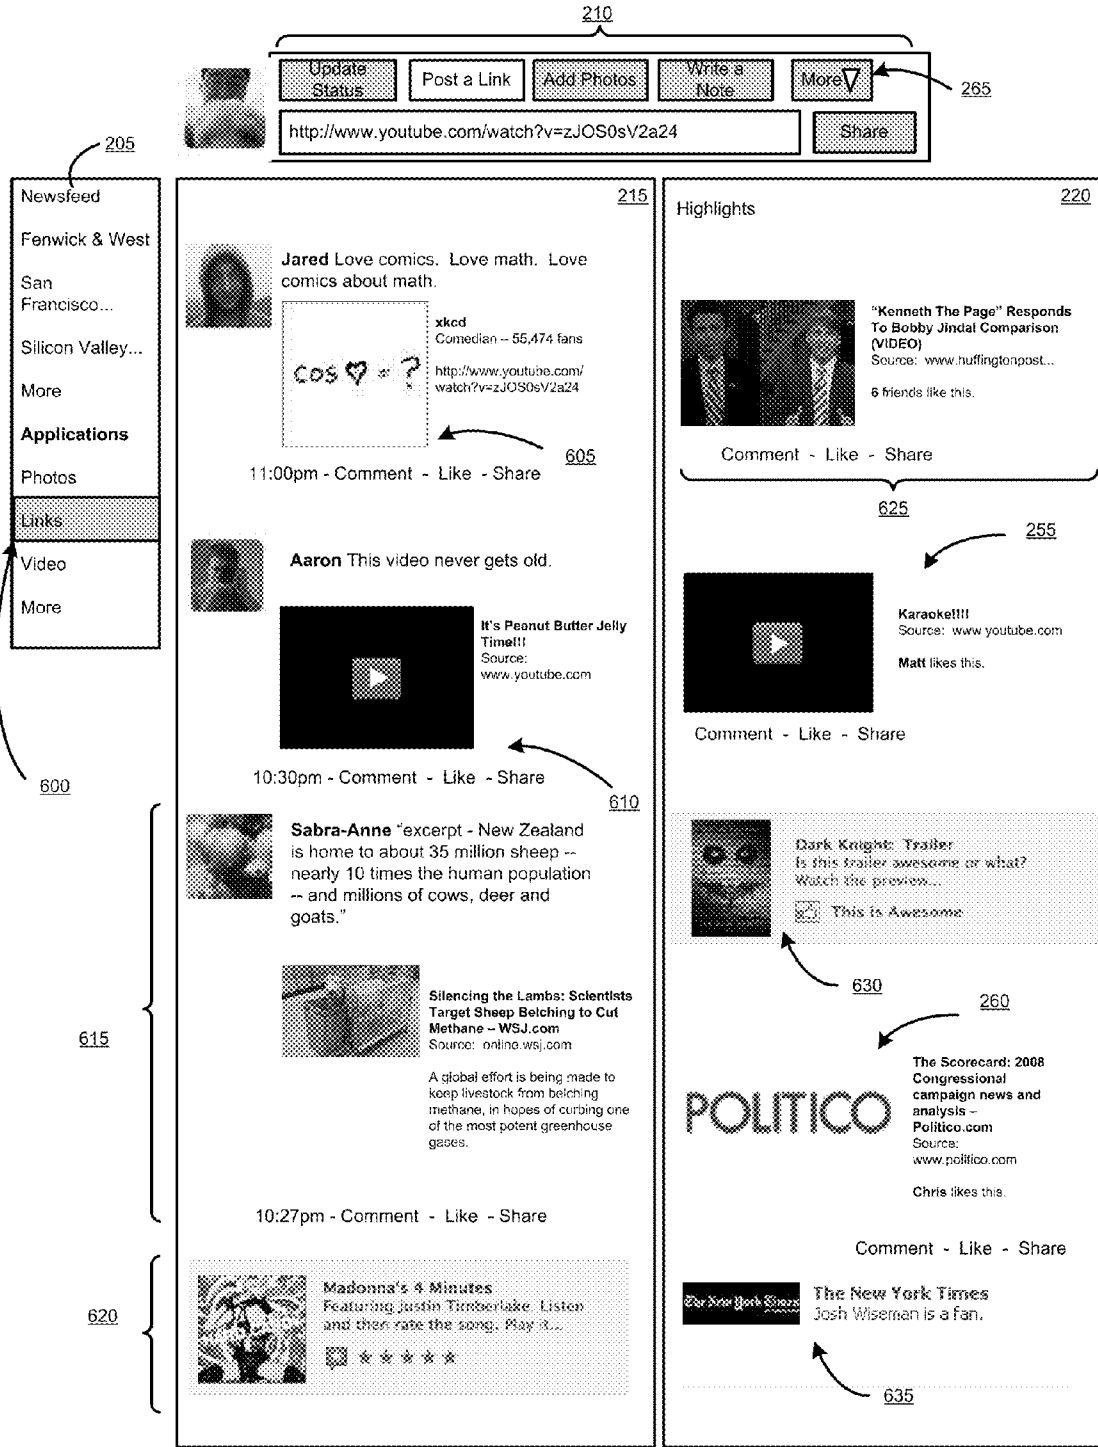 210
Update Status
Post a Link
Add Photos
Write a Note
More
265
http://www.youtube.com/watch?v=zJOS0sV2a24
Share
205
Newsfeed
Fenwick & West
San
Francisco...
Silicon Valley...
More
Applications
Photos
Links
Video
More
600
215
Jared Love comics. Love math. Love
comics about math.
cos ♥ = ?
xkcd
Comedian – 55,474 fans
http://www.youtube.com/
watch?v=zJOS0sV2a24
605
11:00pm - Comment - Like - Share
Aaron This video never gets old.
It's Peanut Butter Jelly
Time!!!
Source:
www.youtube.com
10:30pm - Comment - Like - Share
610
615
Sabra-Anne “excerpt - New Zealand
is home to about 35 million sheep --
nearly 10 times the human population
-- and millions of cows, deer and
goats.”
Silencing the Lambs: Scientists
Target Sheep Belching to Cut
Methane – WSJ.com
Source: online.wsj.com
A global effort is being made to
keep livestock from belching
methane, in hopes of curbing one
of the most potent greenhouse
gases.
10:27pm - Comment - Like - Share
620
Madonna's 4 Minutes
Featuring Justin Timberlake. Listen
and then rate the song. Play it...
220
Highlights
“Kenneth The Page” Responds
To Bobby Jindal Comparison
(VIDEO)
Source: www.huffingtonpost...
6 friends like this.
Comment - Like - Share
625
255
Karaoke!!!!
Source: www.youtube.com
Matt likes this.
Comment - Like - Share
Dark Knight: Trailer
Is this trailer awesome or what?
Watch the preview...
This is Awesome
630
260
POLITICO
The Scorecard: 2008
Congressional
campaign news and
analysis –
Politico.com
Source:
www.politico.com
Chris likes this.
Comment - Like - Share
The New York Times
The New York Times
Josh Wiseman is a fan.
635